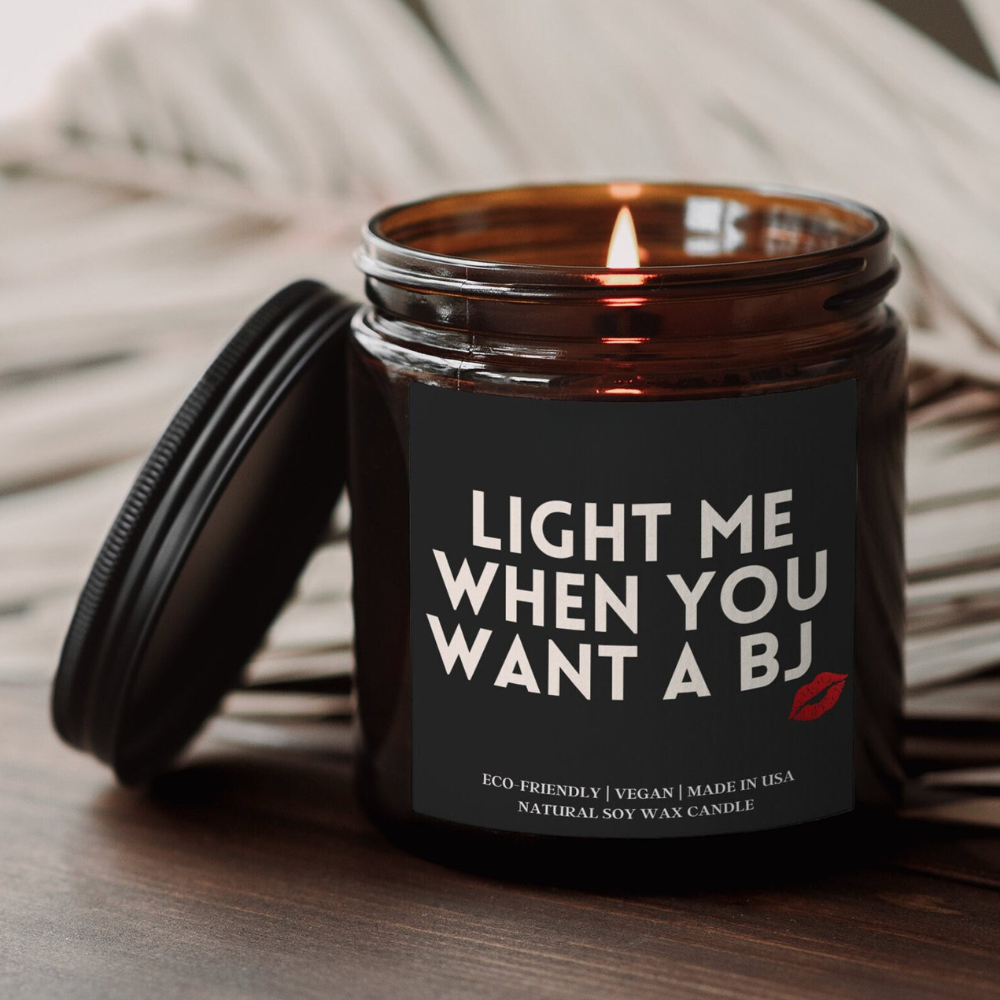 LIGHT ME
WHEN YOU
WANT A BJ
ECO-FRIENDLY | VEGAN | MADE IN USA
NATURAL SOY WAX CANDLE